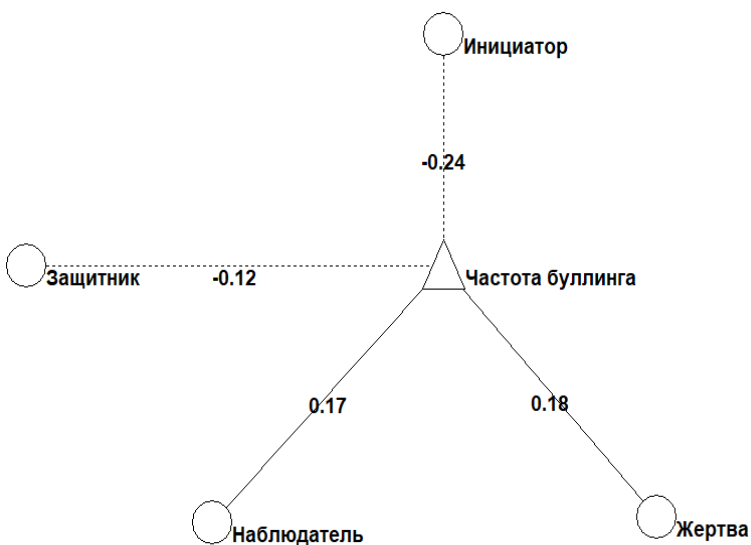 Инициатор
-0.24
Защитник
-0.12
Частота буллинга
0.17
0.18
Наблюдатель
Жертва